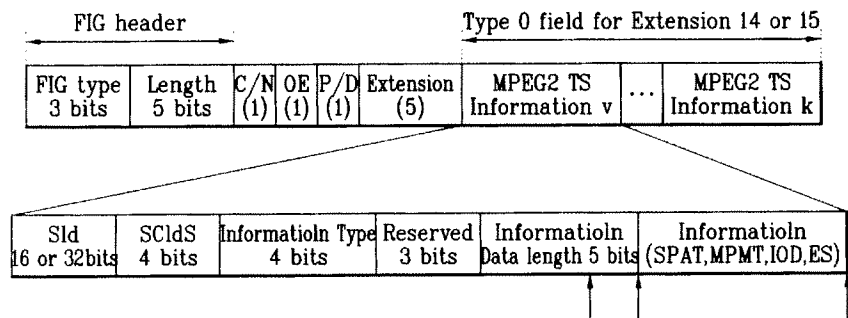 FIG header
Type 0 field for Extension 14 or 15
FIG type
3 bits
Length
5 bits
C/N
(1)
OE
(1)
P/D
(1)
Extension
(5)
MPEG2 TS
Information v
...
MPEG2 TS
Information k
SId
16 or 32bits
SCIdS
4 bits
Informatioln Type
4 bits
Reserved
3 bits
Informatioln
Data length 5 bits
Informatioln
(SPAT,MPMT,IOD,ES)